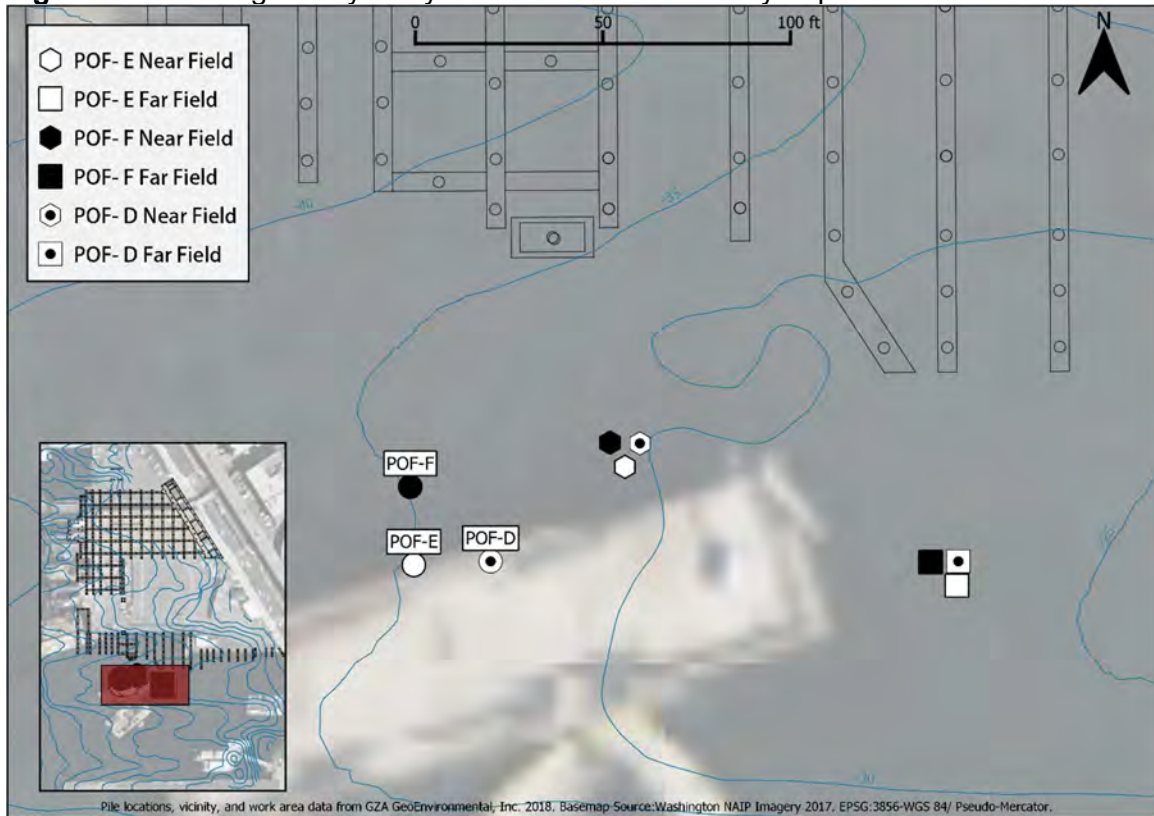 0 50 100 ft
N
POF- E Near Field
POF- E Far Field
POF- F Near Field
POF- F Far Field
POF- D Near Field
POF- D Far Field
-40
-35
POF-F
POF-E
POF-D
-30
Pile locations, vicinity, and work area data from GZA GeoEnvironmental, Inc. 2018. Basemap Source:Washington NAIP Imagery 2017. EPSG:3856-WGS 84/ Pseudo-Mercator.